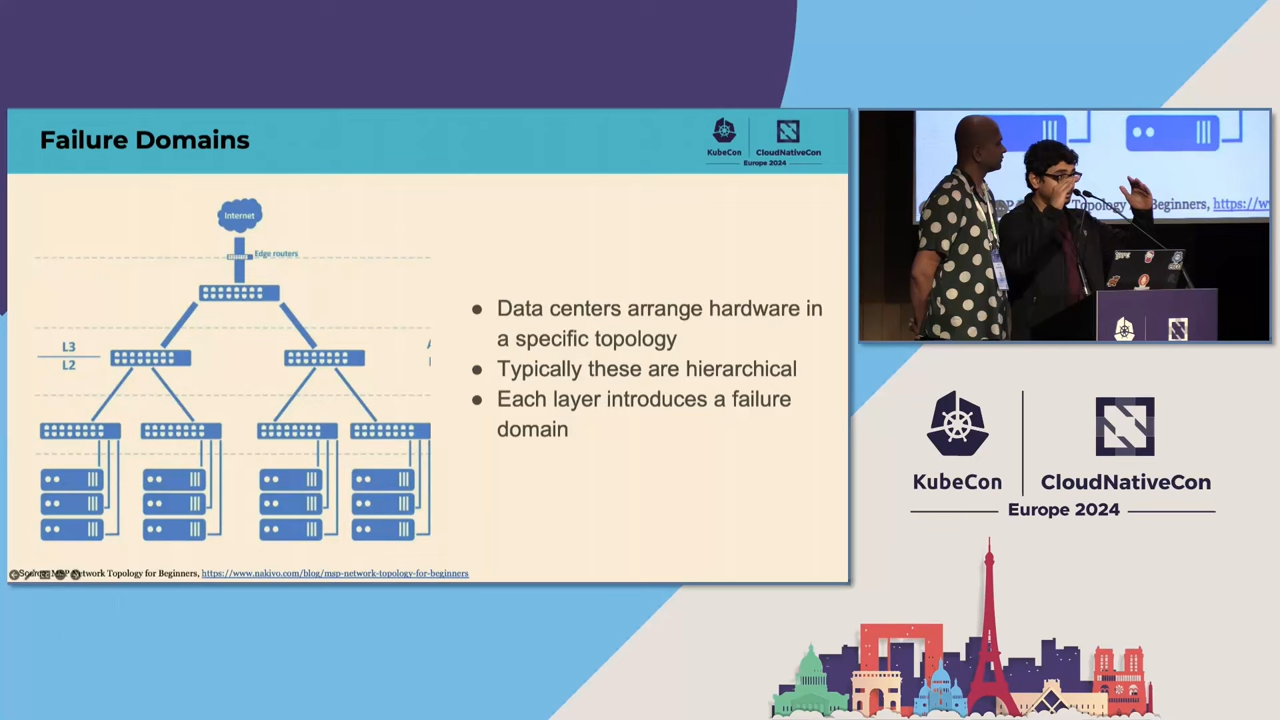 Failure Domains
KubeCon
CloudNativeCon
Europe 2024
Internet
Edge routers
L3
L2
Data centers arrange hardware in
a specific topology
Typically these are hierarchical
Each layer introduces a failure
domain
Network Topology for Beginners, https://www.nakivo.com/blog/msp-network-topology-for-beginners
Topology
Beginners, https://w
KubeCon
CloudNativeCon
Europe 2024